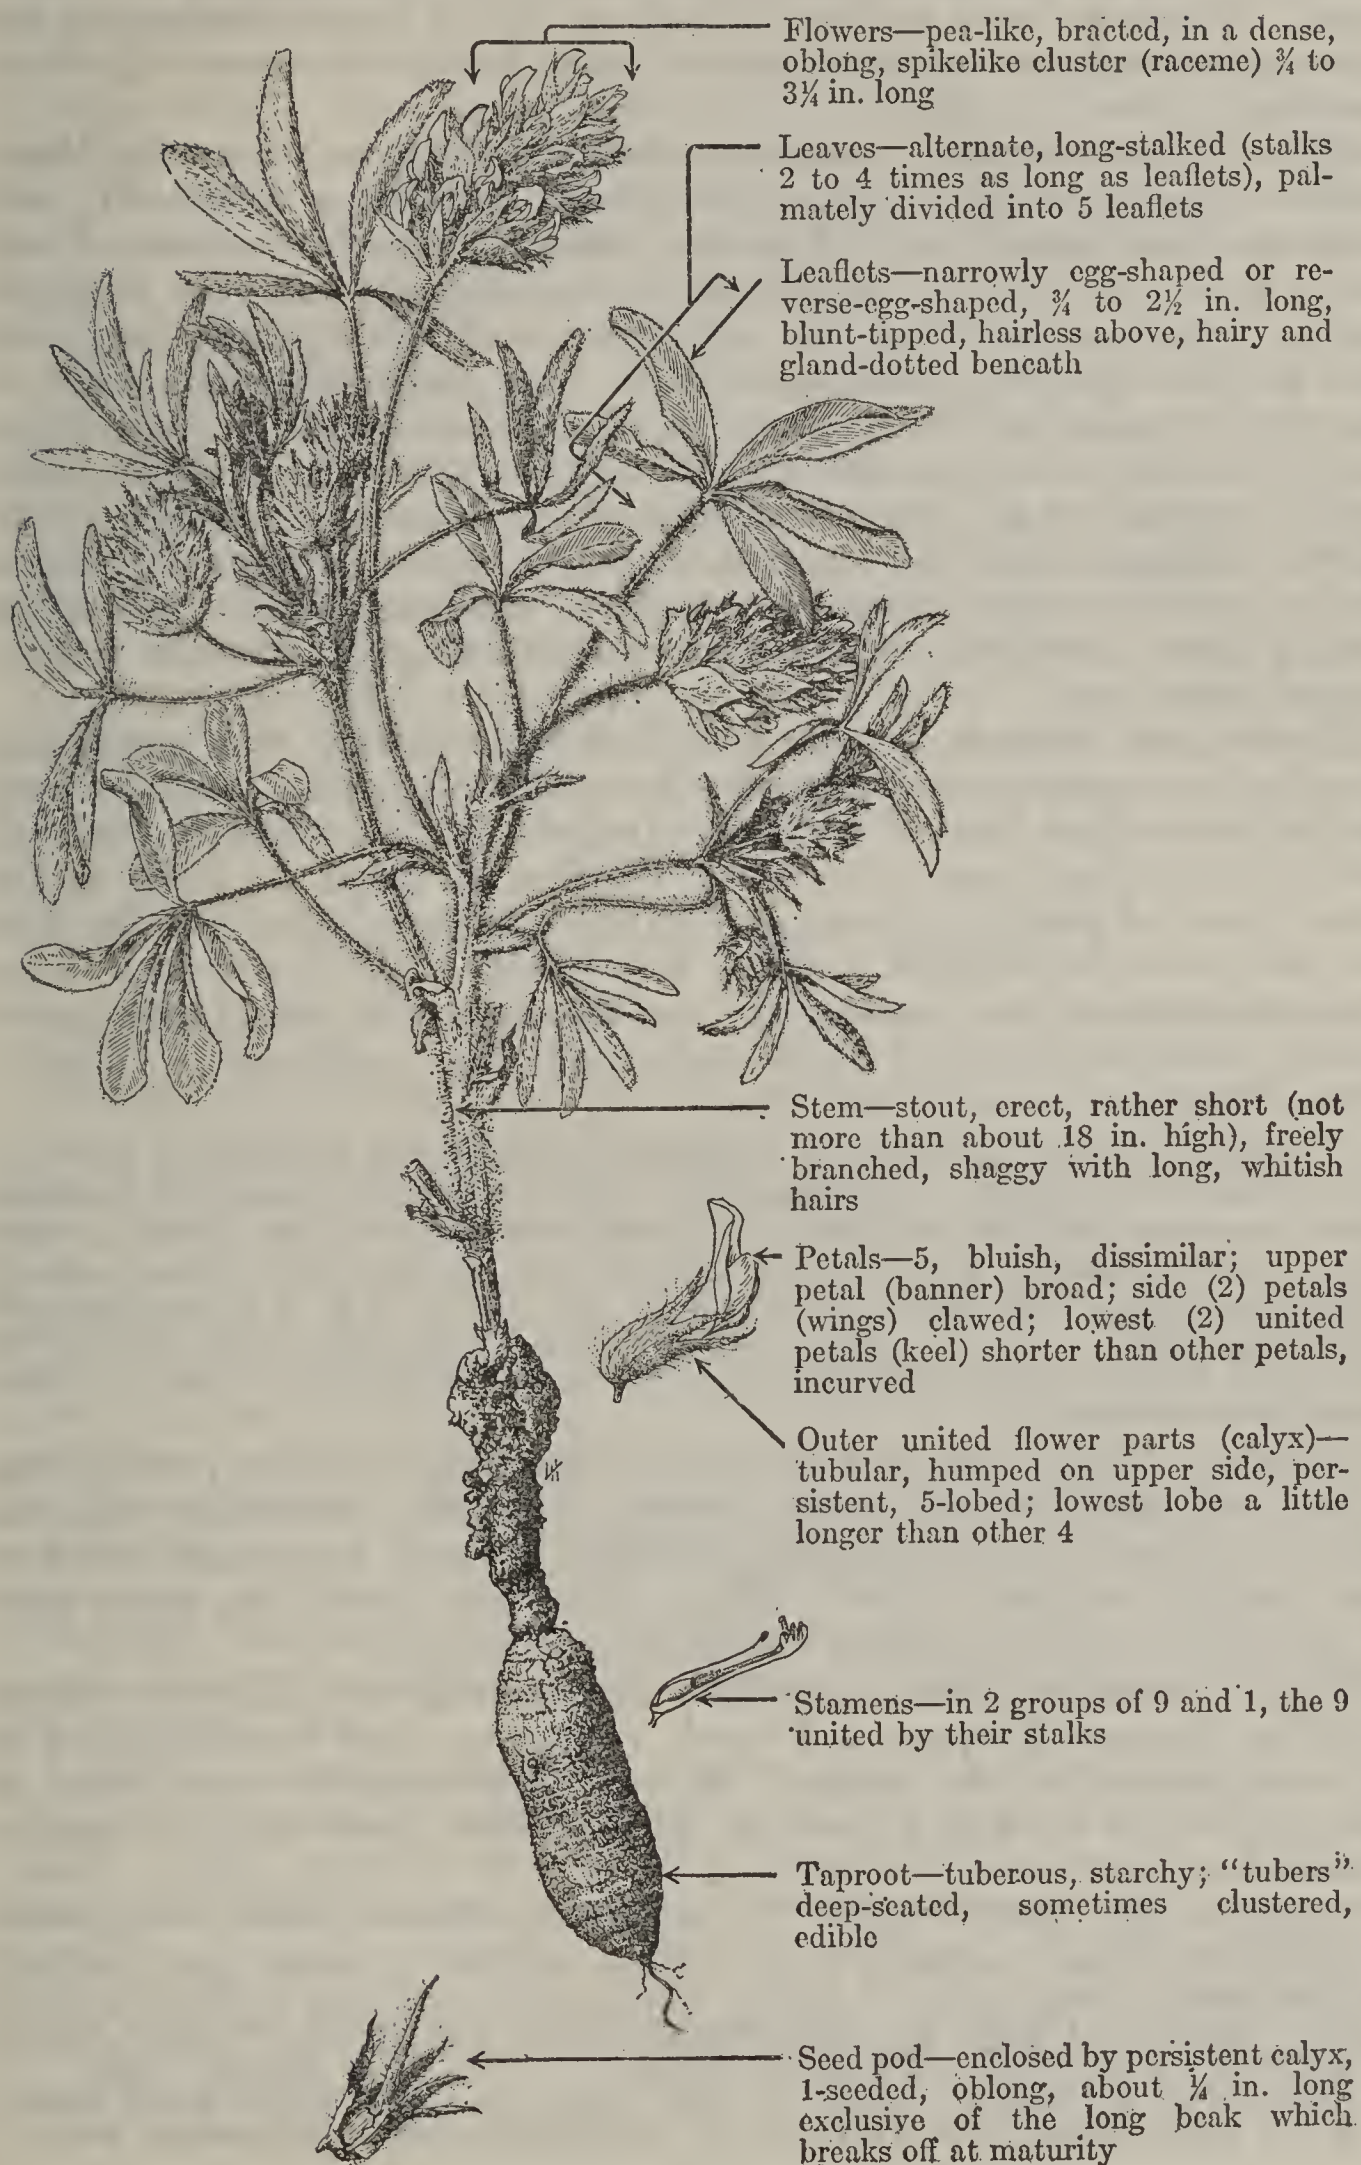 Flowers—pea-like, bracted, in a dense,
oblong, spikelike cluster (raceme) ¾ to
3¼ in. long
Leaves—alternate, long-stalked (stalks
2 to 4 times as long as leaflets), pal-
mately divided into 5 leaflets
Leaflets—narrowly egg-shaped or re-
verse-egg-shaped, ¾ to 2½ in. long,
blunt-tipped, hairless above, hairy and
gland-dotted beneath
Stem—stout, erect, rather short (not
more than about 18 in. high), freely
branched, shaggy with long, whitish
hairs
Petals—5, bluish, dissimilar; upper
petal (banner) broad; side (2) petals
(wings) clawed; lowest (2) united
petals (keel) shorter than other petals,
incurved
Outer united flower parts (calyx)—
tubular, humped on upper side, per-
sistent, 5-lobed; lowest lobe a little
longer than other 4
Stamens—in 2 groups of 9 and 1, the 9
united by their stalks
Taproot—tuberous, starchy; “tubers”
deep-seated, sometimes clustered,
edible
Seed pod—enclosed by persistent calyx,
1-seeded, oblong, about ¼ in. long
exclusive of the long beak which
breaks off at maturity